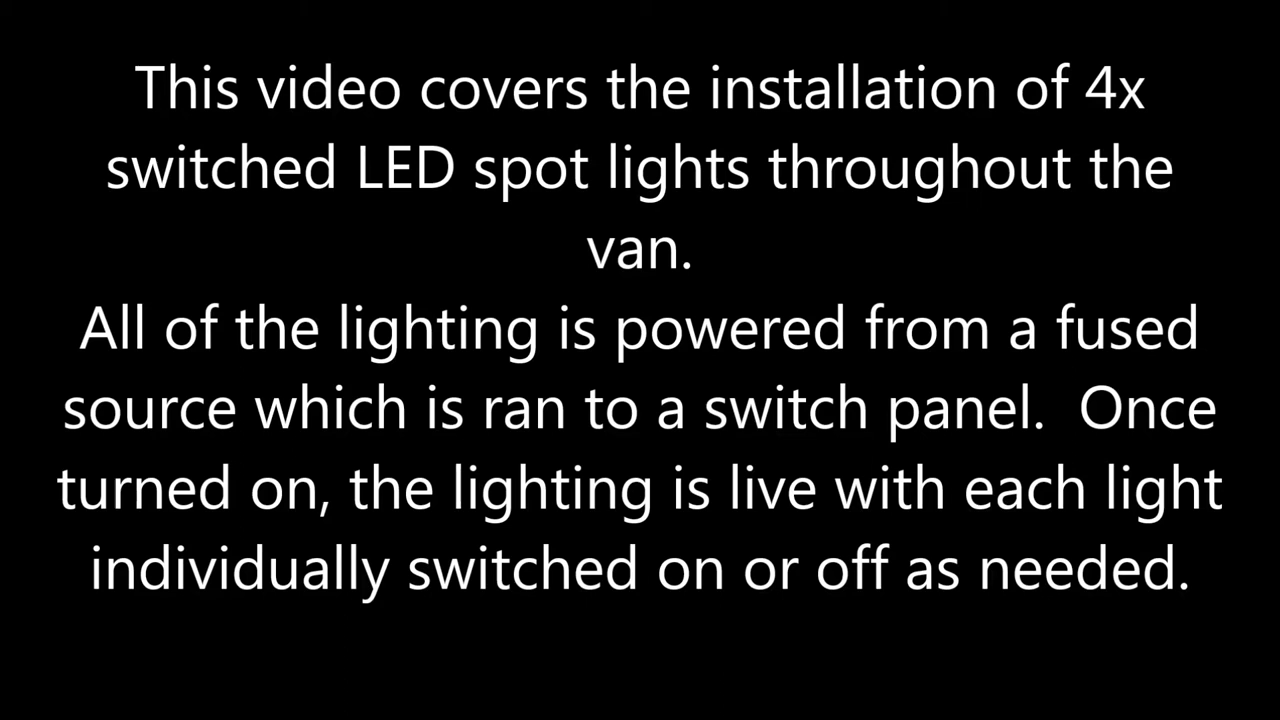 This video covers the installation of 4x
switched LED spot lights throughout the
van.
All of the lighting is powered from a fused
source which is ran to a switch panel.  Once
turned on, the lighting is live with each light
individually switched on or off as needed.